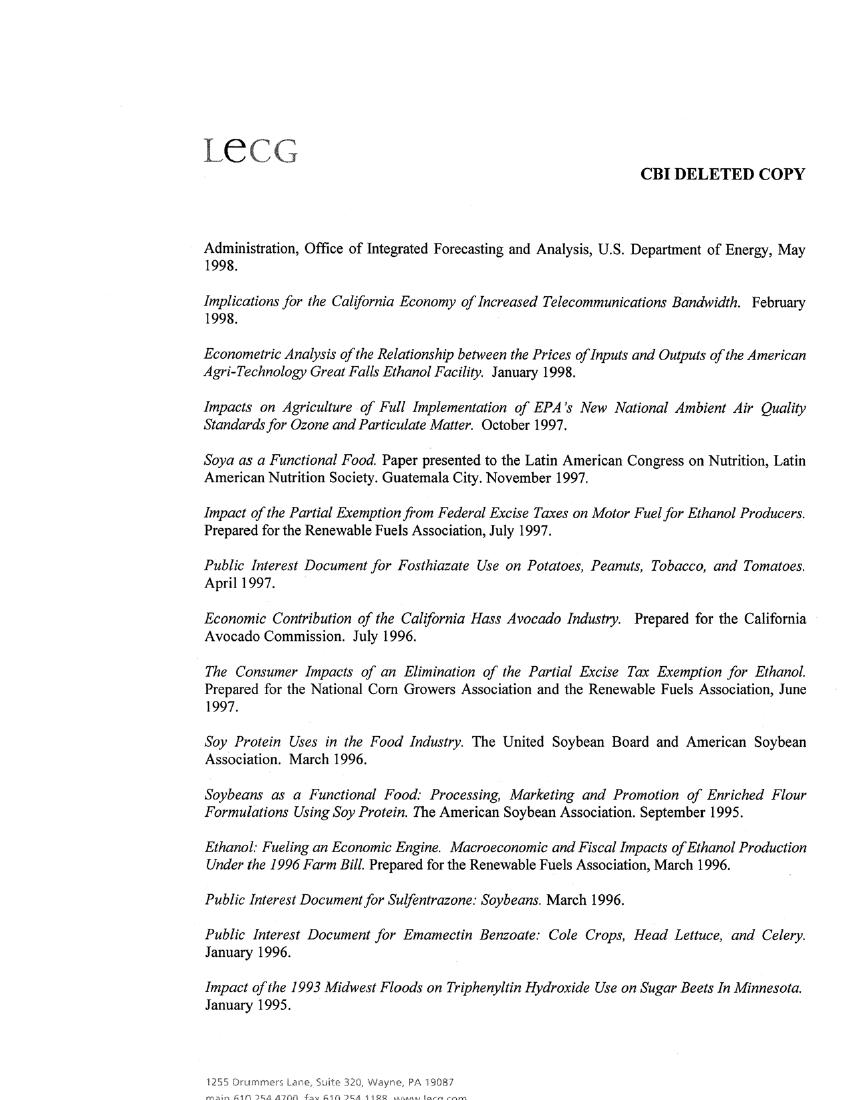 LECG
CBI DELETED COPY
Administration, Office of Integrated Forecasting and Analysis, U.S. Department of Energy, May
1998.
Implications for the California Economy of Increased Telecommunications Bandwidth. February
1998.
Econometric Analysis of the Relationship between the Prices of Inputs and Outputs of the American
Agri-Technology Great Falls Ethanol Facility. January 1998.
Impacts on Agriculture of Full Implementation of EPA's New National Ambient Air Quality
Standards for Ozone and Particulate Matter. October 1997.
Soya as a Functional Food. Paper presented to the Latin American Congress on Nutrition, Latin
American Nutrition Society. Guatemala City. November 1997.
Impact of the Partial Exemption from Federal Excise Taxes on Motor Fuel for Ethanol Producers.
Prepared for the Renewable Fuels Association, July 1997.
Public Interest Document for Fosthiazate Use on Potatoes, Peanuts, Tobacco, and Tomatoes.
April 1997.
Economic Contribution of the California Hass Avocado Industry. Prepared for the California
Avocado Commission. July 1996.
The Consumer Impacts of an Elimination of the Partial Excise Tax Exemption for Ethanol.
Prepared for the National Corn Growers Association and the Renewable Fuels Association, June
1997.
Soy Protein Uses in the Food Industry. The United Soybean Board and American Soybean
Association. March 1996.
Soybeans as a Functional Food: Processing, Marketing and Promotion of Enriched Flour
Formulations Using Soy Protein. The American Soybean Association. September 1995.
Ethanol: Fueling an Economic Engine. Macroeconomic and Fiscal Impacts of Ethanol Production
Under the 1996 Farm Bill. Prepared for the Renewable Fuels Association, March 1996.
Public Interest Document for Sulfentrazone: Soybeans. March 1996.
Public Interest Document for Emamectin Benzoate: Cole Crops, Head Lettuce, and Celery.
January 1996.
Impact of the 1993 Midwest Floods on Triphenyltin Hydroxide Use on Sugar Beets In Minnesota.
January 1995.
1255 Drummers Lane, Suite 320, Wayne, PA 19087
main 610.254.4700 fax 610.254.1188 www.lecg.com